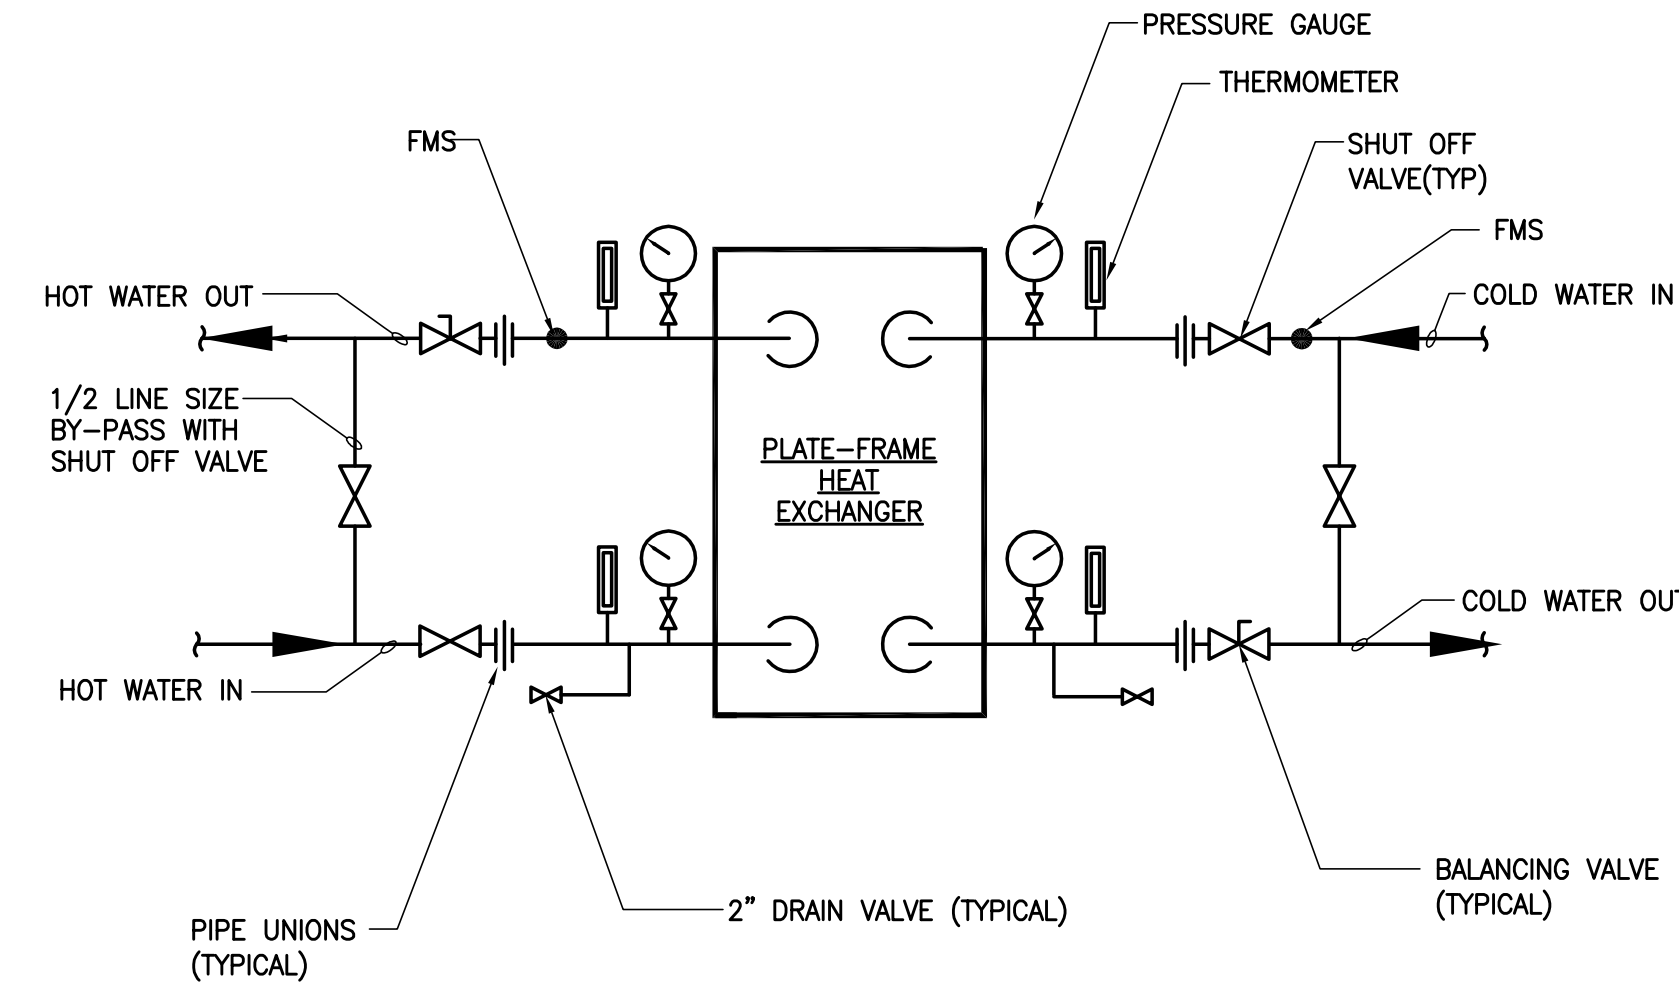 PRESSURE GAUGE
THERMOMETER
FMS
SHUT OFF
VALVE(TYP)
FMS
HOT WATER OUT
COLD WATER IN
1/2 LINE SIZE
BY-PASS WITH
SHUT OFF VALVE
PLATE-FRAME
HEAT
EXCHANGER
COLD WATER OUT
HOT WATER IN
BALANCING VALVE
(TYPICAL)
2" DRAIN VALVE (TYPICAL)
PIPE UNIONS
(TYPICAL)